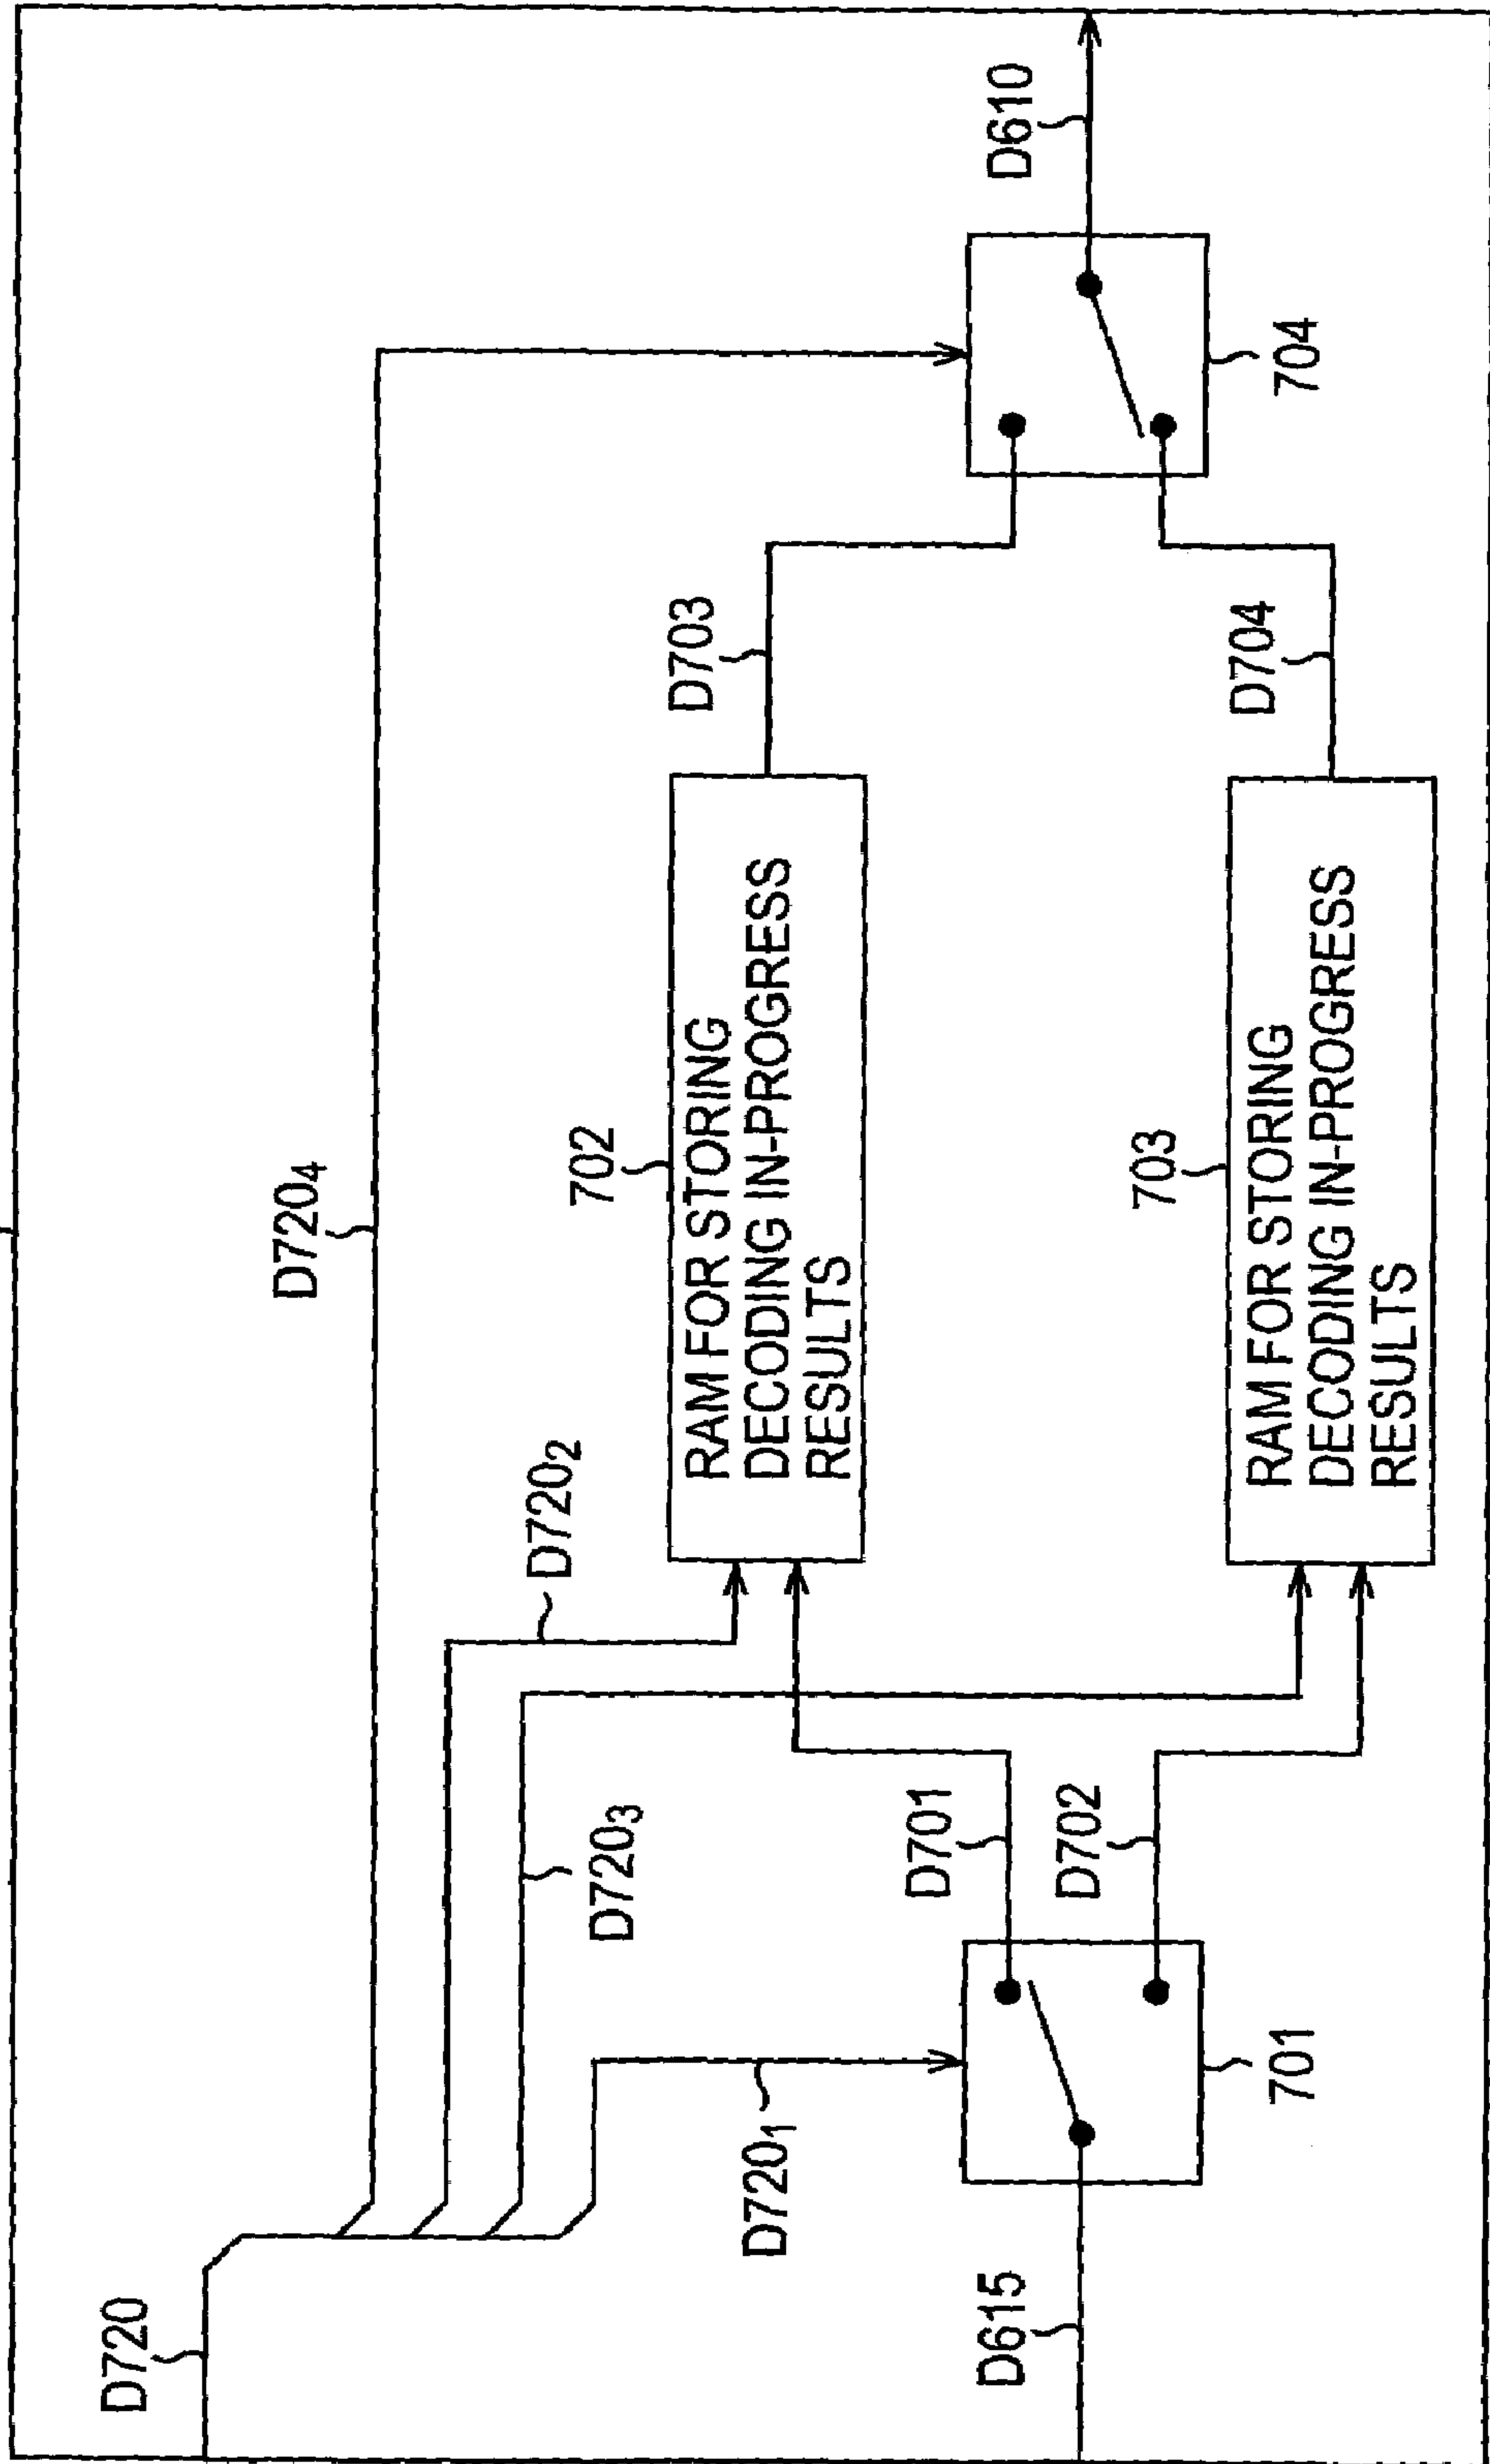 D720
D720₄
D720₂
D720₃
D720₁
702
RAM FOR STORING
DECODING IN-PROGRESS
RESULTS
D703
D701
D702
D615
701
703
RAM FOR STORING
DECODING IN-PROGRESS
RESULTS
D704
D610
704